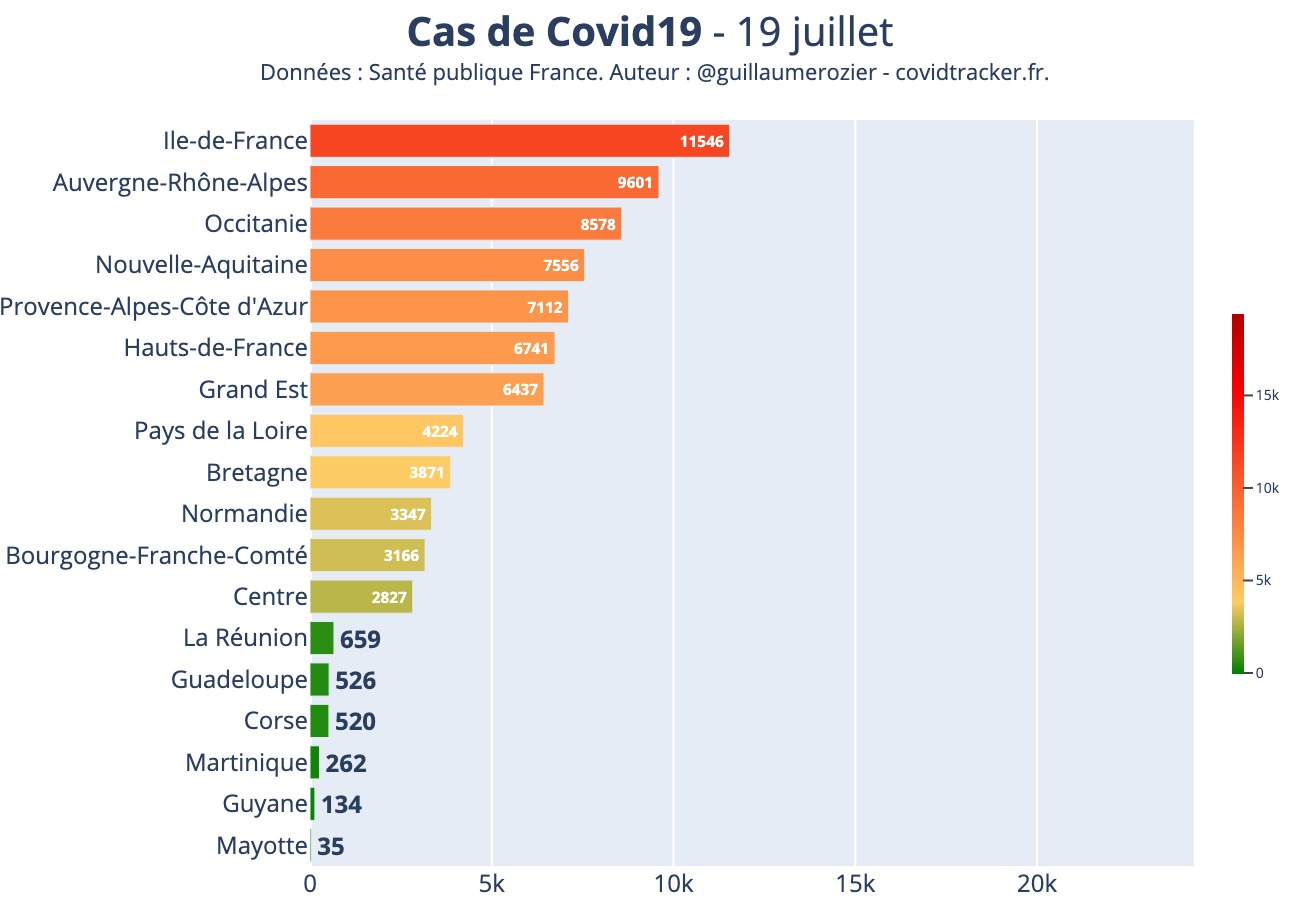 Cas de Covid19 - 19 juillet
Données : Santé publique France. Auteur : @guillaumerozier - covidtracker.fr.
Ile-de-France 11546
Auvergne-Rhône-Alpes 9601
Occitanie 8578
Nouvelle-Aquitaine 7556
Provence-Alpes-Côte d'Azur 7112
Hauts-de-France 6741
Grand Est 6437
Pays de la Loire 4224
Bretagne 3871
Normandie 3347
Bourgogne-Franche-Comté 3166
Centre 2827
La Réunion 659
Guadeloupe 526
Corse 520
Martinique 262
Guyane 134
Mayotte 35
0 5k 10k 15k 20k
15k
10k
5k
0